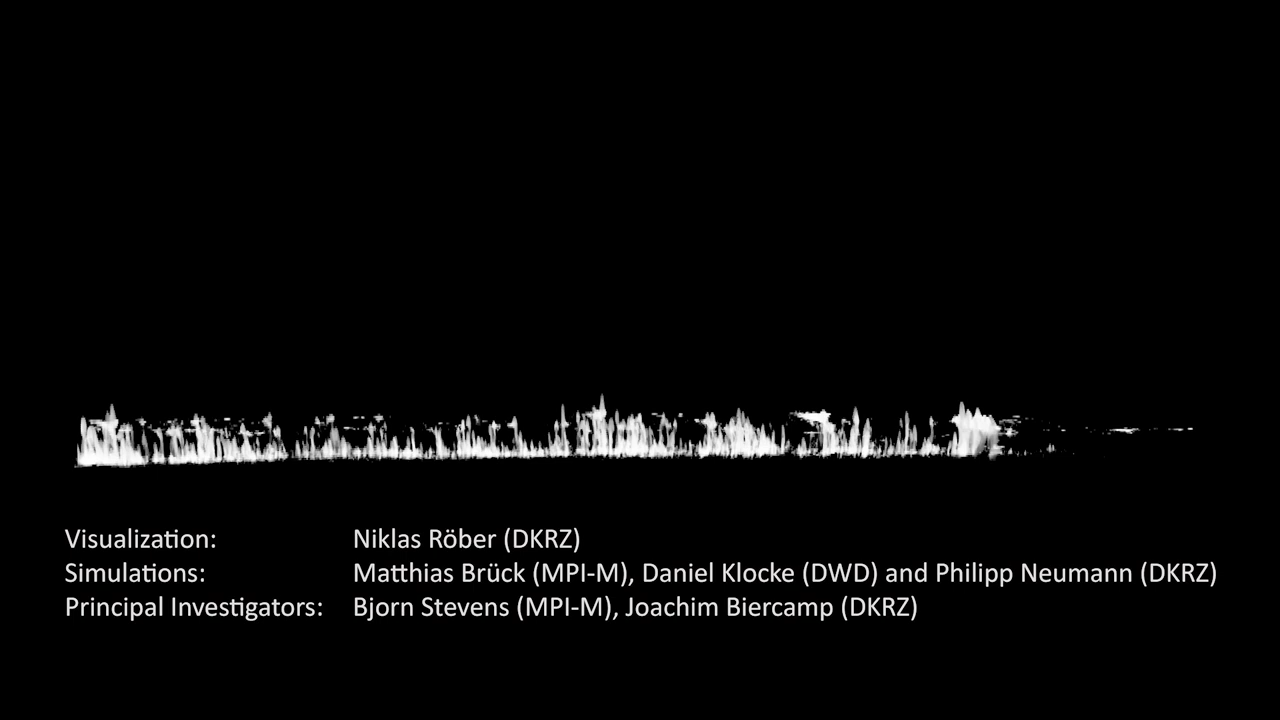 Visualization: Niklas Röber (DKRZ)
Simulations: Matthias Brück (MPI-M), Daniel Klocke (DWD) and Philipp Neumann (DKRZ)
Principal Investigators: Bjorn Stevens (MPI-M), Joachim Biercamp (DKRZ)